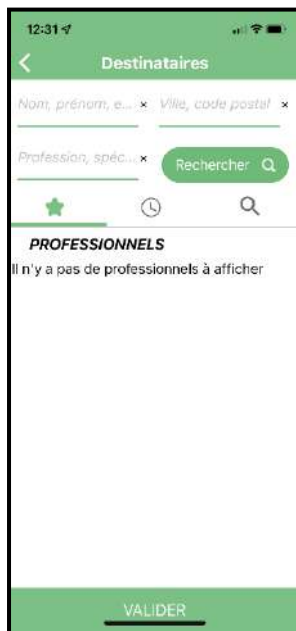 12:31
Destinataires
Nom, prénom, e... × Ville, code postal ×
Profession, spéc... × Rechercher
PROFESSIONNELS
Il n'y a pas de professionnels à afficher
VALIDER